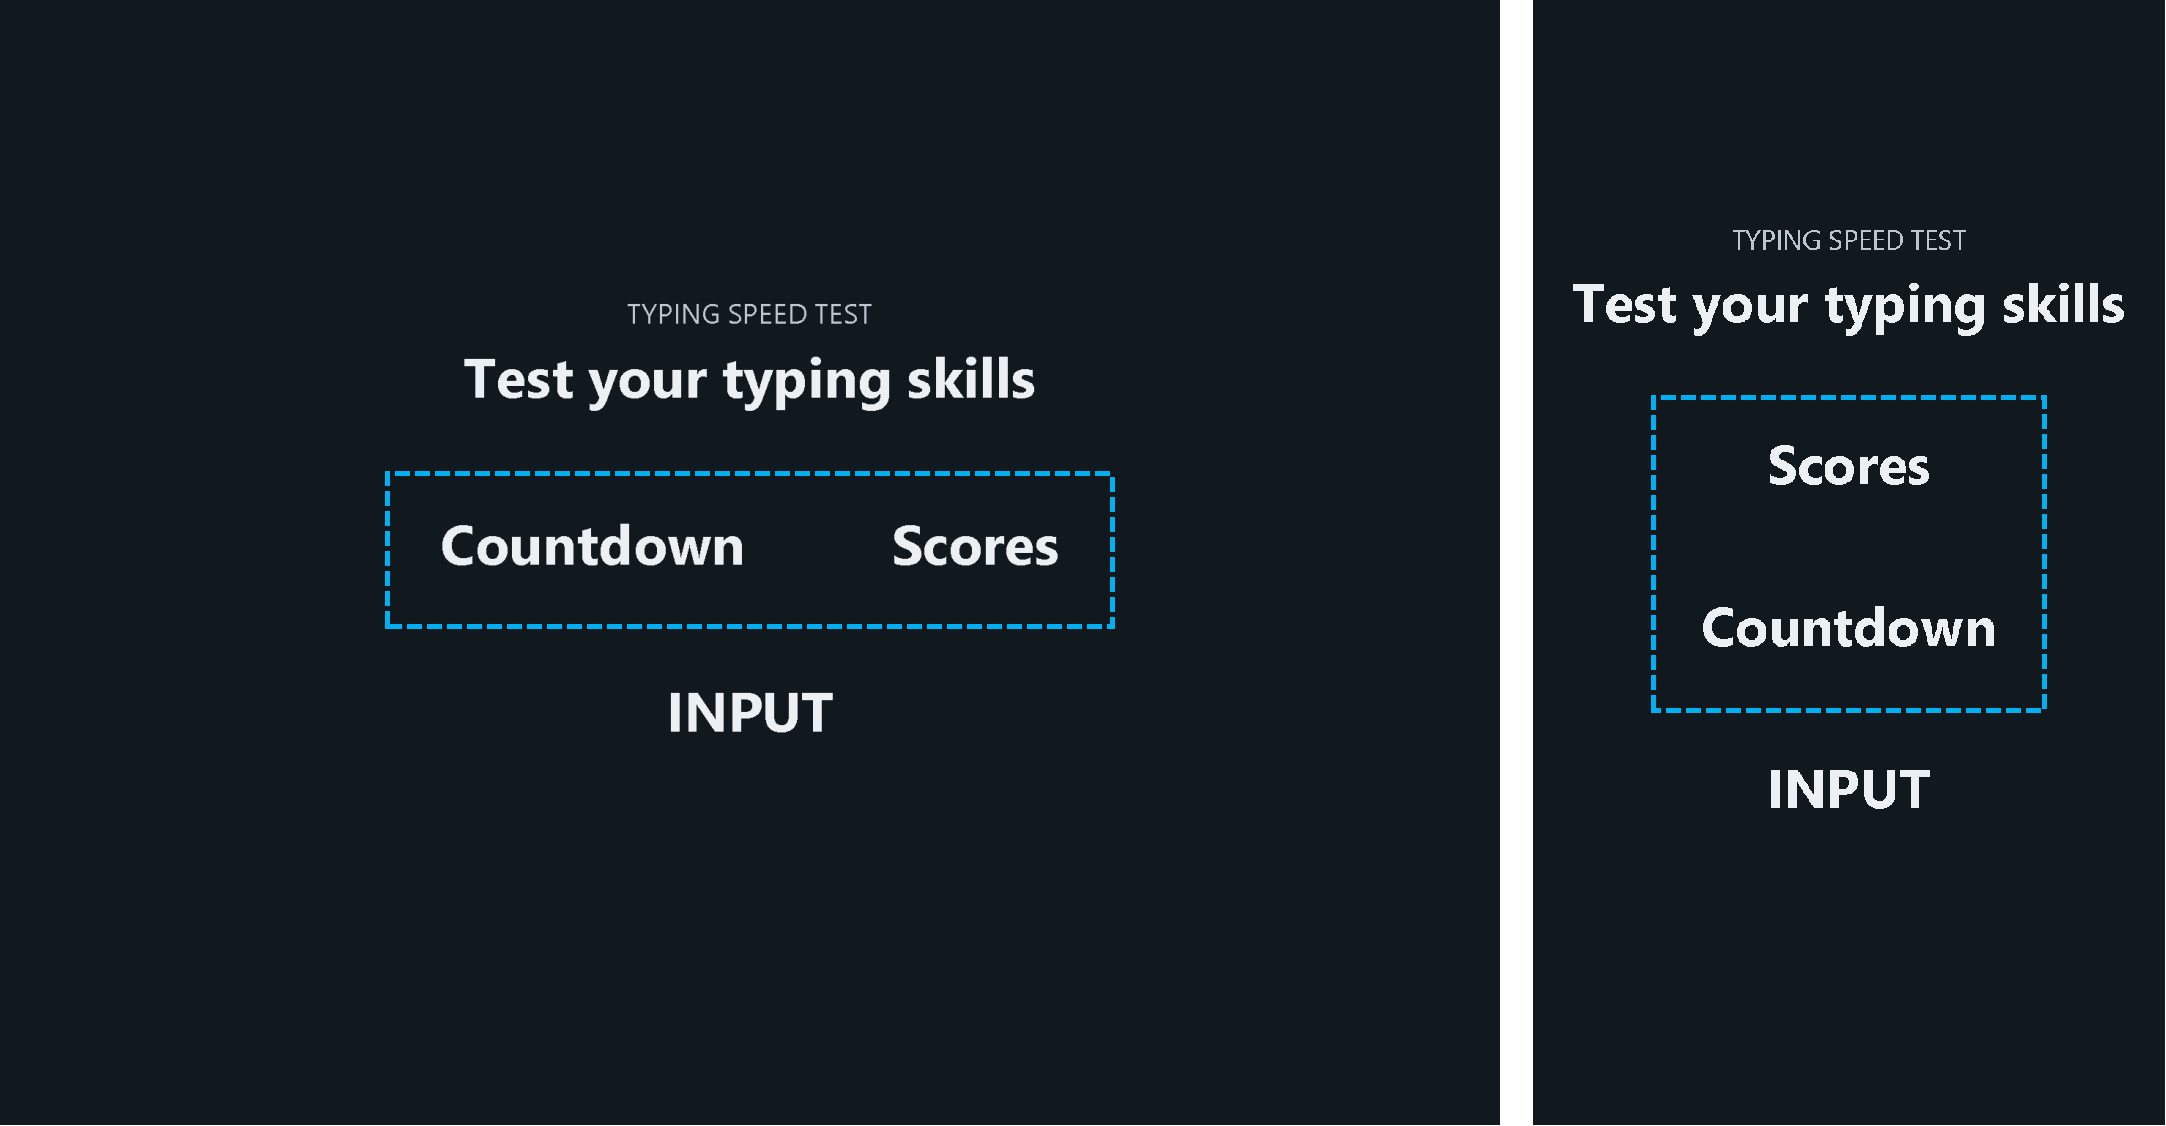 TYPING SPEED TEST
Test your typing skills
Countdown Scores
INPUT
TYPING SPEED TEST
Test your typing skills
Scores
Countdown
INPUT